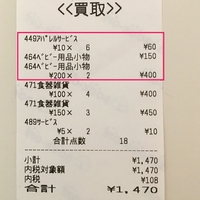 <<買取>>
449アパレルサービス
¥10× 6 ¥60
464ベビー用品小物 ¥150
464ベビー用品小物
¥200× 2 ¥400
471食器雑貨
¥100× 4 ¥400
471食器雑貨
¥150× 3 ¥450
489サービス
¥5× 2 ¥10
合計点数 18
小計 ¥1,470
内税対象額 ¥1,470
内税 ¥108
合計 ¥1,470